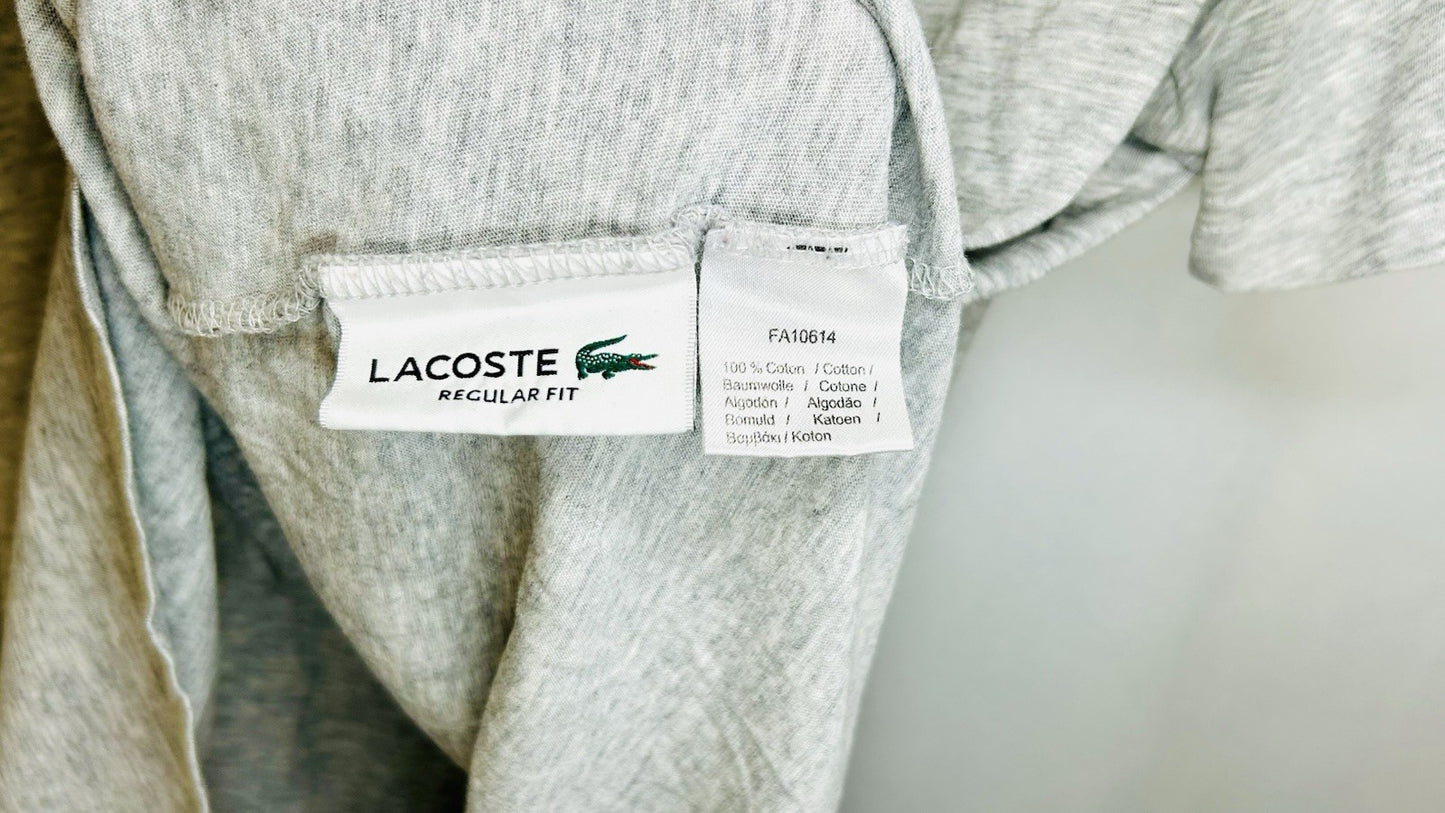 LACOSTE
REGULAR FIT
FA10614
100 % Coton / Cotton /
Baumwolle / Cotone /
Algodón / Algodão /
Bomuld / Katoen /
Βαμβάκι / Koton